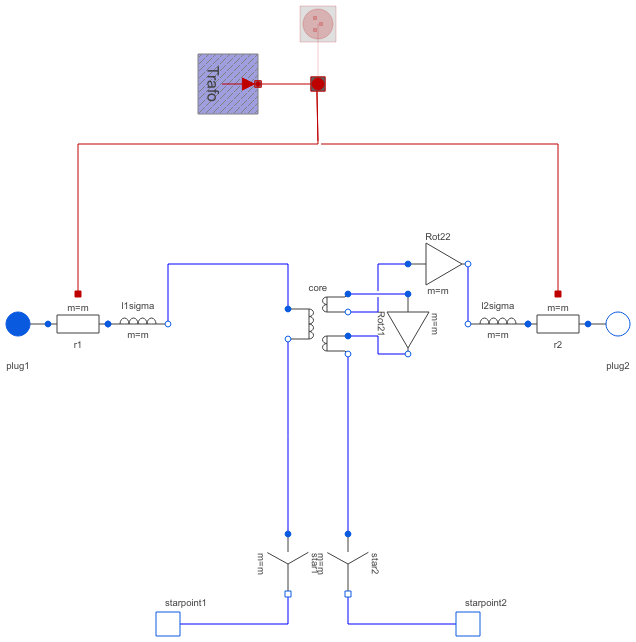 Trafo
Rot22
m=m
m=m
l1sigma
core
l2sigma
m=m
r1
m=m
Rot21
m=m
m=m
r2
plug1
plug2
m=m
star1
m=m
star2
starpoint1
starpoint2